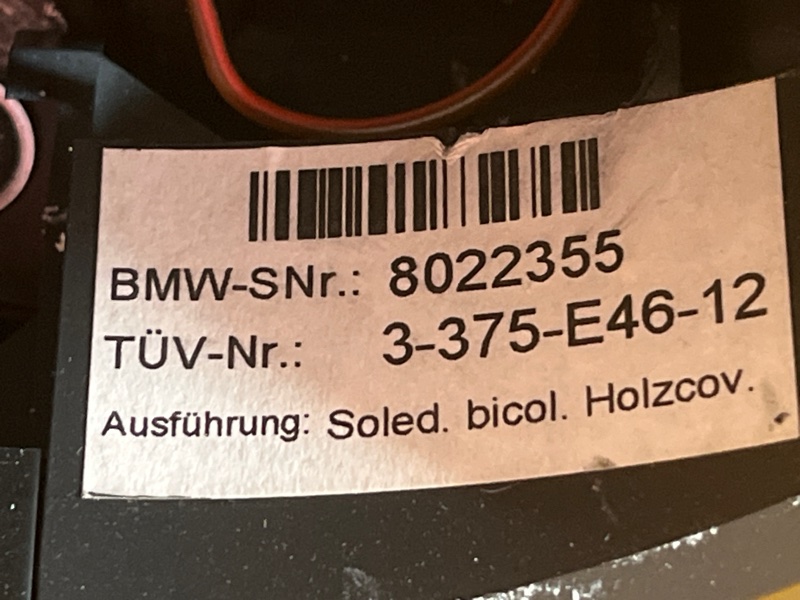 BMW-SNr.: 8022355
TÜV-Nr.: 3-375-E46-12
Ausführung: Soled. bicol. Holzcov.